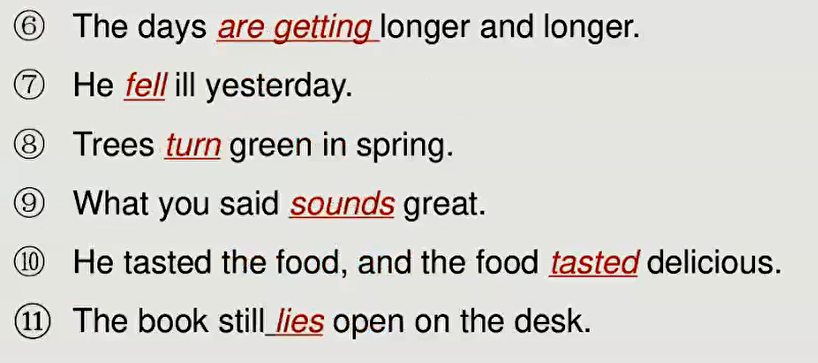 ⑥ The days are getting longer and longer.
⑦ He fell ill yesterday.
⑧ Trees turn green in spring.
⑨ What you said sounds great.
⑩ He tasted the food, and the food tasted delicious.
⑪ The book still lies open on the desk.